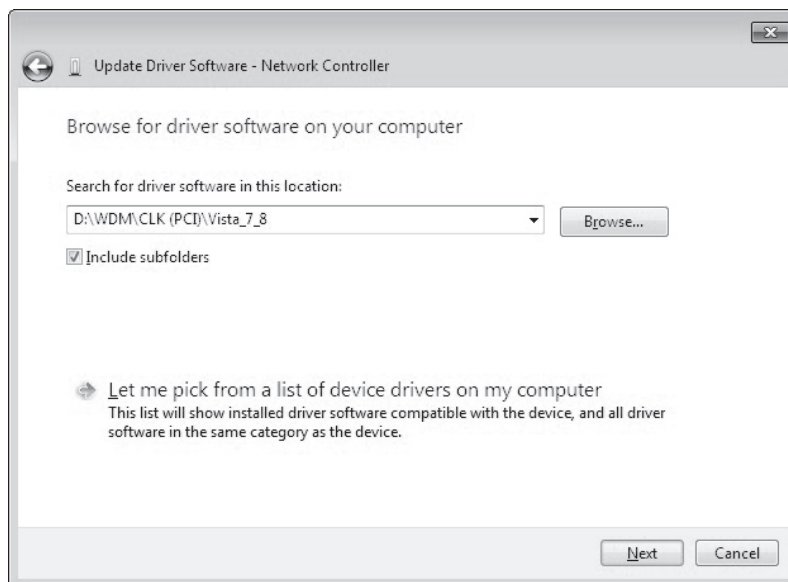 Update Driver Software - Network Controller
Browse for driver software on your computer
Search for driver software in this location:
D:\WDM\CLK (PCI)\Vista_7_8
Browse...
Include subfolders
Let me pick from a list of device drivers on my computer
This list will show installed driver software compatible with the device, and all driver
software in the same category as the device.
Next
Cancel